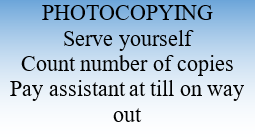 PHOTOCOPYING
Serve yourself
Count number of copies
Pay assistant at till on way
out